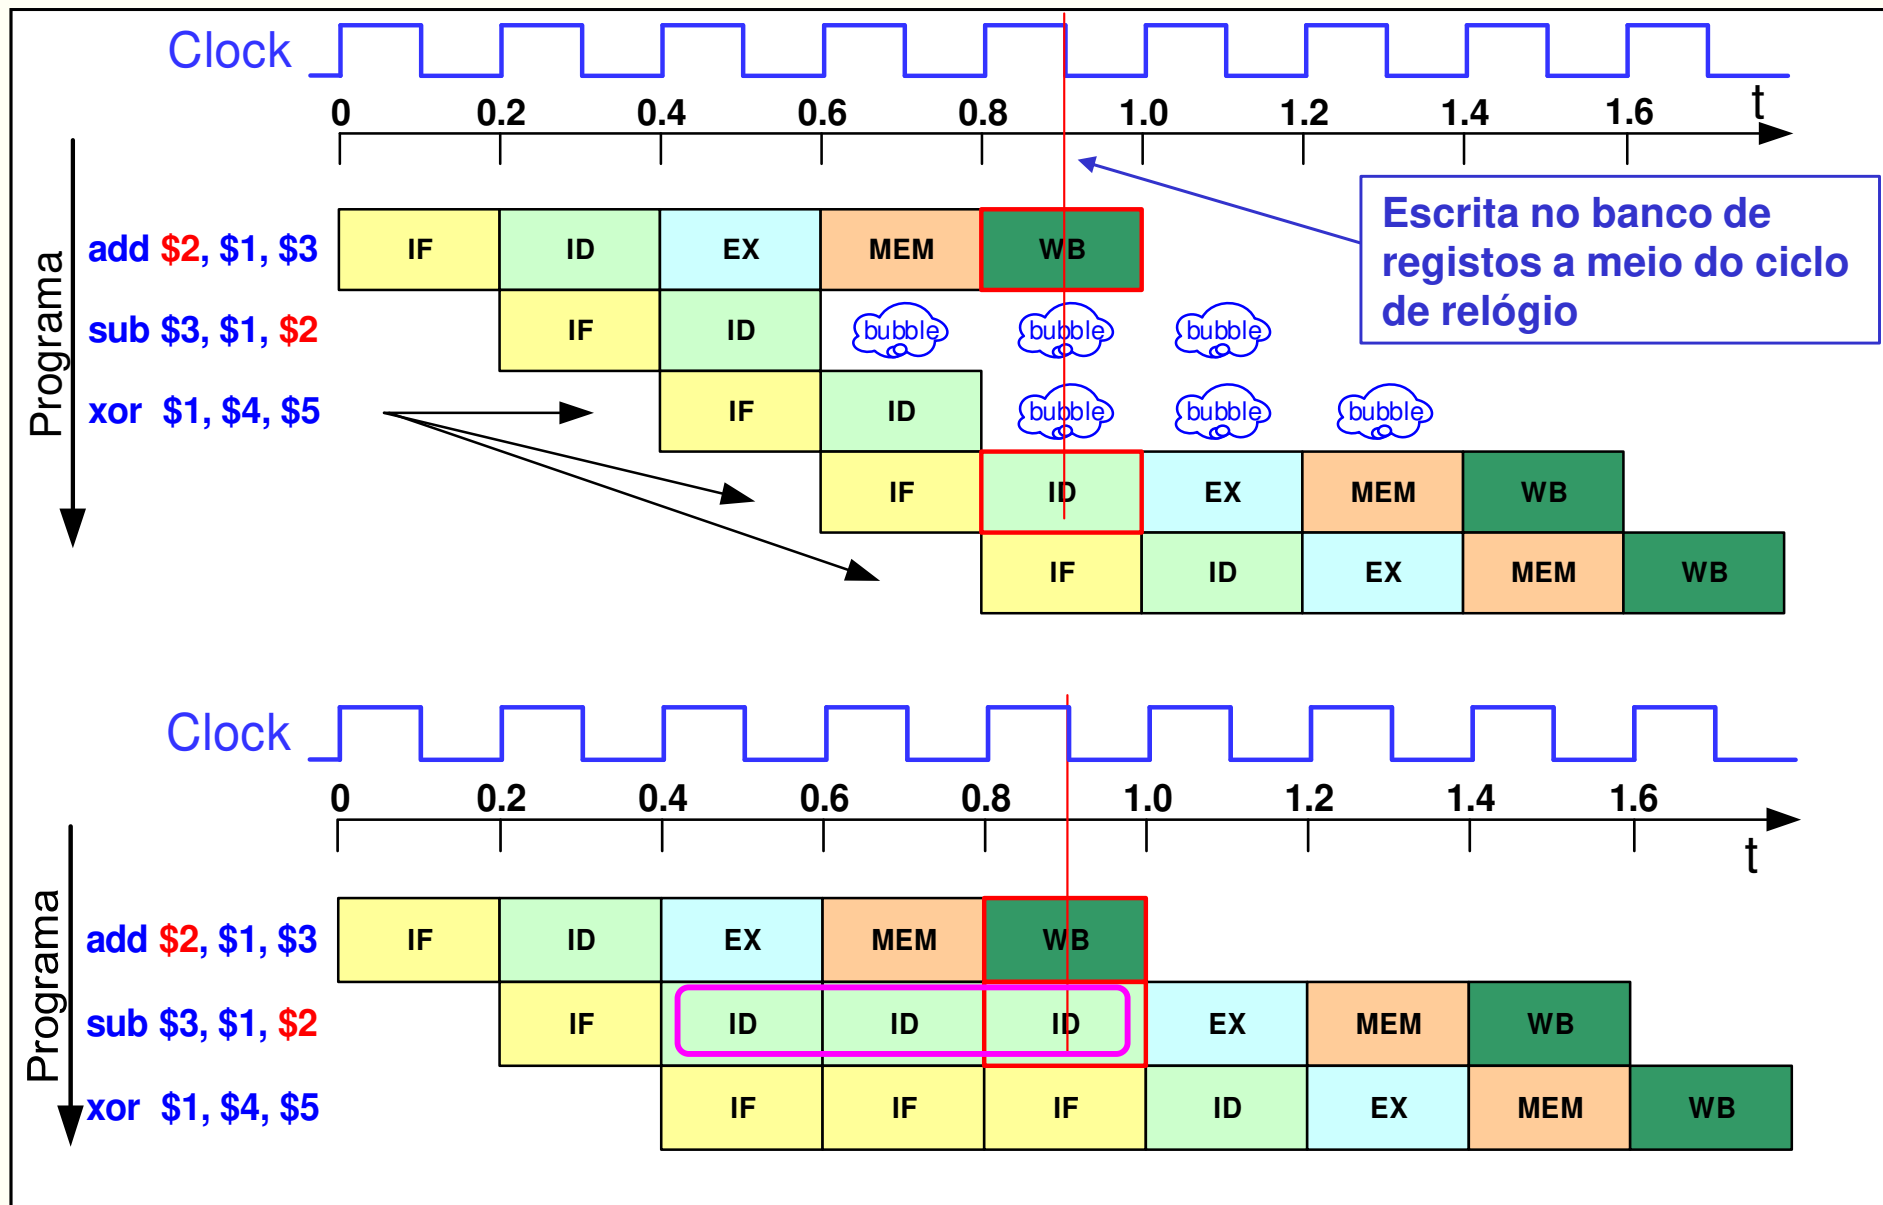 Clock
0 0.2 0.4 0.6 0.8 1.0 1.2 1.4 1.6 t
Programa
Escrita no banco de
registos a meio do ciclo
de relógio
add $2, $1, $3 IF ID EX MEM WB
sub $3, $1, $2 IF ID bubble bubble bubble
xor $1, $4, $5 IF ID bubble bubble bubble
IF ID EX MEM WB
IF ID EX MEM WB
Clock
0 0.2 0.4 0.6 0.8 1.0 1.2 1.4 1.6
t
Programa
add $2, $1, $3 IF ID EX MEM WB
sub $3, $1, $2 IF ID ID ID EX MEM WB
xor $1, $4, $5 IF IF IF ID EX MEM WB